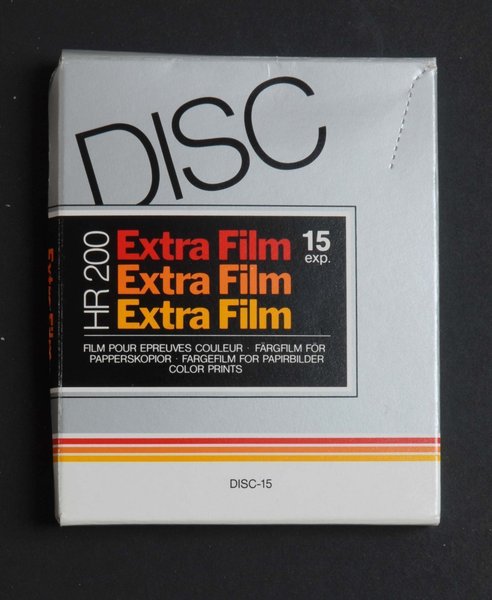 DISC
HR 200
Extra Film
15
exp.
Extra Film
Extra Film
FILM POUR EPREUVES COULEUR · FÄRGFILM FÖR
PAPPERSKOPIOR · FARGEFILM FOR PAPIRBILDER
COLOR PRINTS
DISC-15